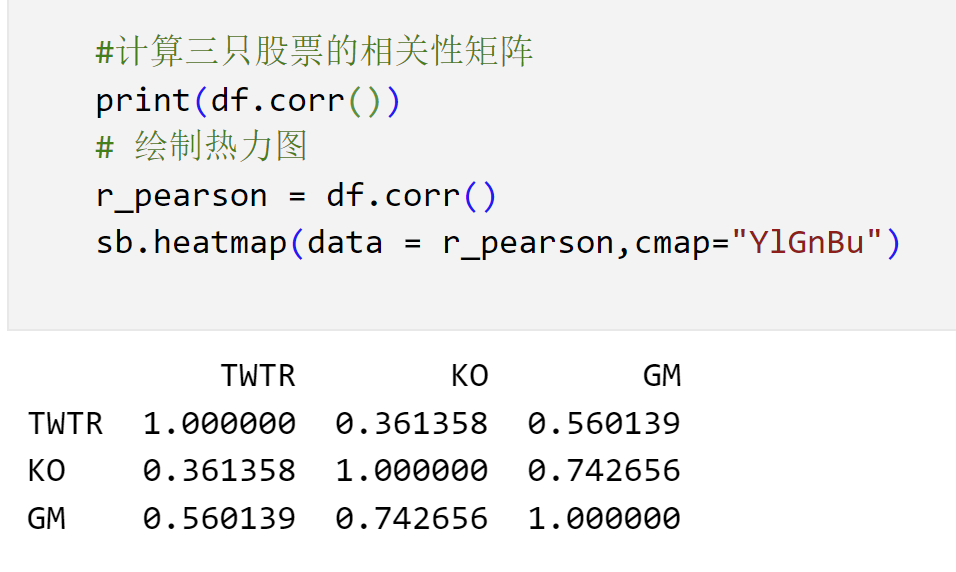 #计算三只股票的相关性矩阵
print(df.corr())
# 绘制热力图
r_pearson = df.corr()
sb.heatmap(data = r_pearson,cmap="YlGnBu")
TWTR KO GM
TWTR 1.000000 0.361358 0.560139
KO 0.361358 1.000000 0.742656
GM 0.560139 0.742656 1.000000